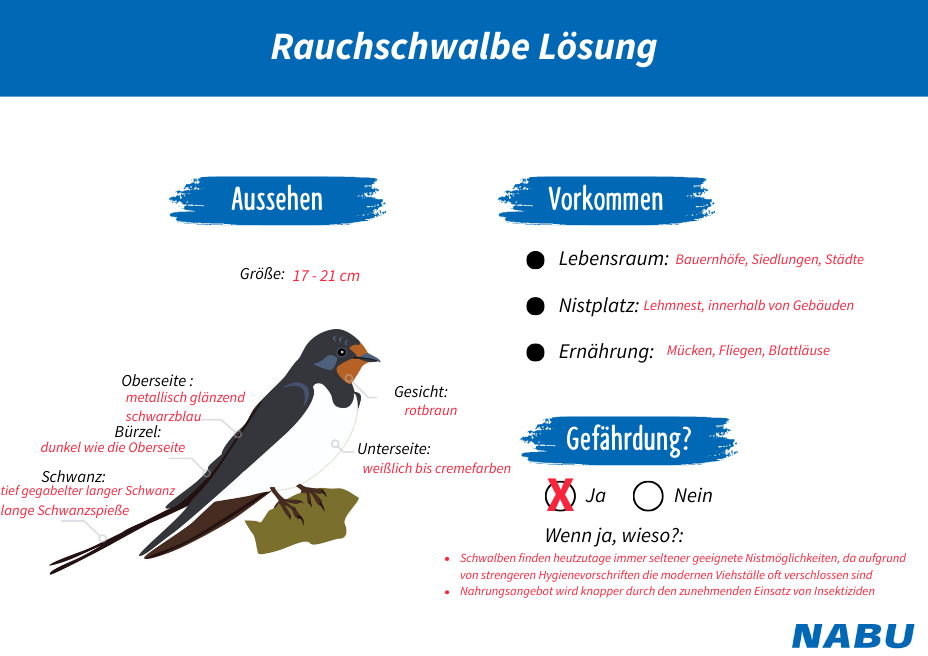 Rauchschwalbe Lösung
Aussehen
Größe: 17 - 21 cm
Oberseite :
metallisch glänzend
schwarzblau
Bürzel:
dunkel wie die Oberseite
Schwanz:
tief gegabelter langer Schwanz
lange Schwanzspieße
Gesicht:
rotbraun
Unterseite:
weißlich bis cremefarben
Vorkommen
Lebensraum: Bauernhöfe, Siedlungen, Städte
Nistplatz: Lehmnest, innerhalb von Gebäuden
Ernährung: Mücken, Fliegen, Blattläuse
Gefährdung?
X Ja Nein
Wenn ja, wieso?:
• Schwalben finden heutzutage immer seltener geeignete Nistmöglichkeiten, da aufgrund
von strengeren Hygienevorschriften die modernen Viehställe oft verschlossen sind
• Nahrungsangebot wird knapper durch den zunehmenden Einsatz von Insektiziden
NABU